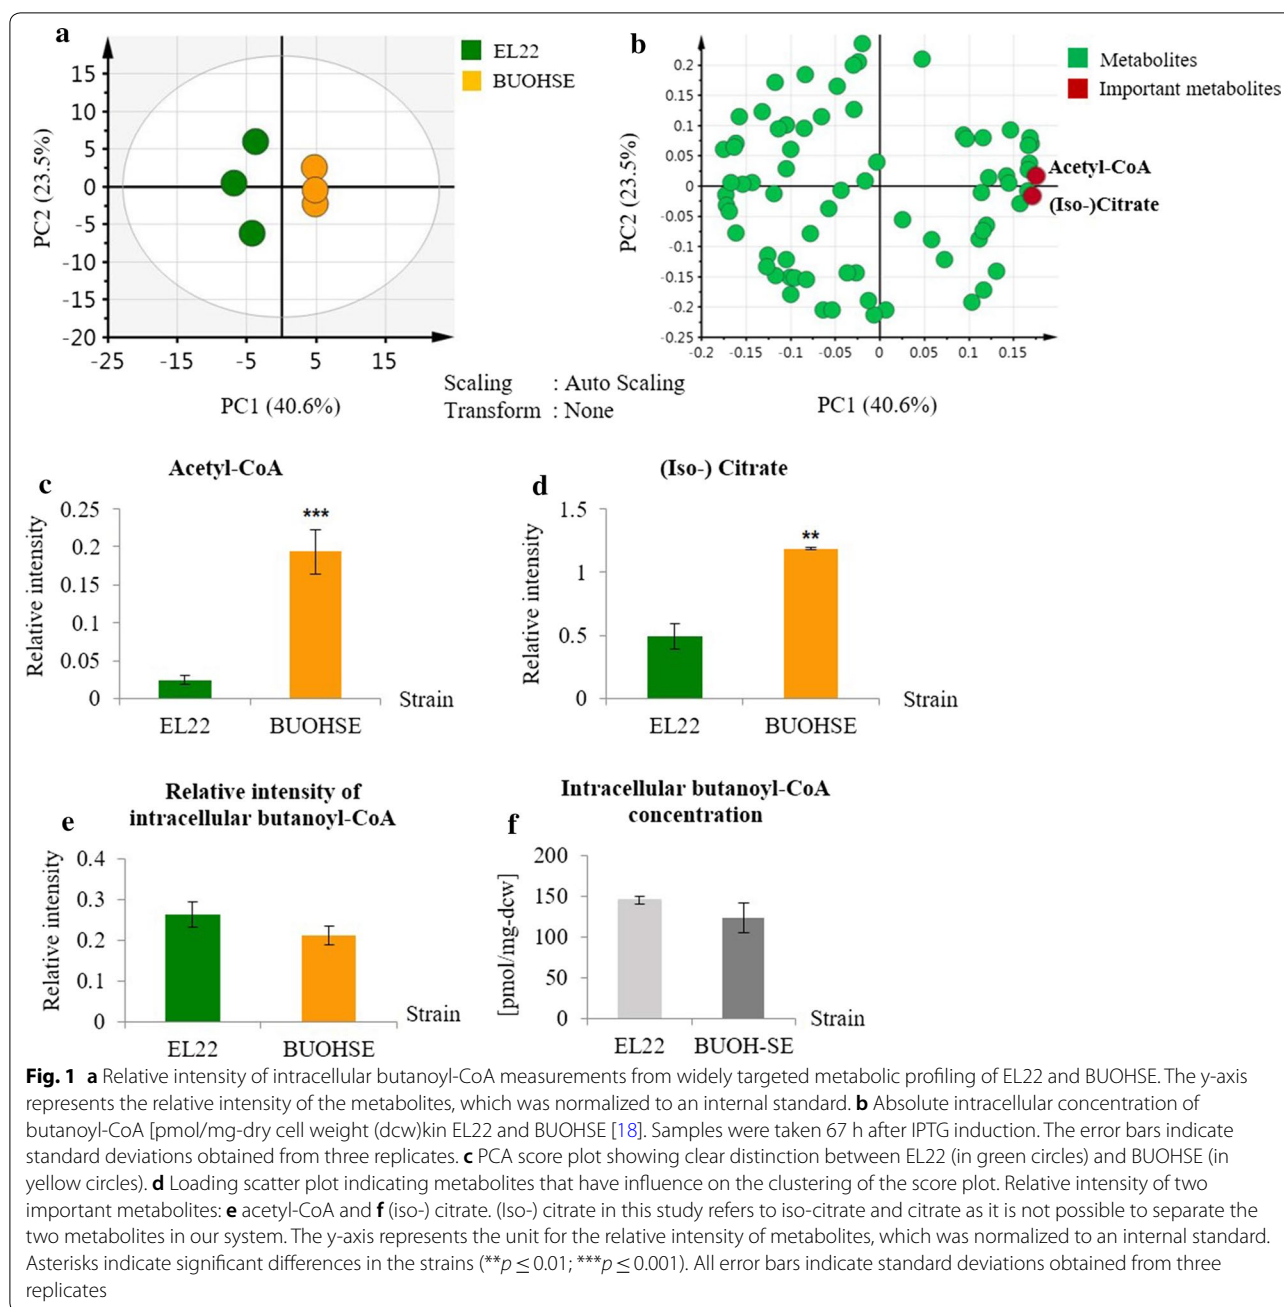 a
EL22
BUOHSE
15
10
5
0
-5
-10
-15
-20
-25
-15
-5
5
15
PC2 (23.5%)
PC1 (40.6%)
b
Metabolites
Important metabolites
0.2
0.15
0.1
0.05
0
-0.05
-0.1
-0.15
-0.2
-0.25
-0.2
-0.15
-0.1
-0.05
0
0.05
0.1
0.15
Acetyl-CoA
(Iso-)Citrate
PC2 (23.5%)
PC1 (40.6%)
Scaling : Auto Scaling
Transform : None
c
Acetyl-CoA
Relative intensity
0.25
0.2
0.15
0.1
0.05
0
***
EL22
BUOHSE
Strain
d
(Iso-) Citrate
Relative intensity
1.5
1
0.5
0
**
EL22
BUOHSE
Strain
e
Relative intensity of
intracellular butanoyl-CoA
Relative intensity
0.4
0.3
0.2
0.1
0
EL22
BUOHSE
Strain
f
Intracellular butanoyl-CoA
concentration
[pmol/mg-dcw]
200
150
100
50
0
EL22
BUOH-SE
Strain
Fig. 1 a Relative intensity of intracellular butanoyl-CoA measurements from widely targeted metabolic profiling of EL22 and BUOHSE. The y-axis
represents the relative intensity of the metabolites, which was normalized to an internal standard. b Absolute intracellular concentration of
butanoyl-CoA [pmol/mg-dry cell weight (dcw)kin EL22 and BUOHSE [18]. Samples were taken 67 h after IPTG induction. The error bars indicate
standard deviations obtained from three replicates. c PCA score plot showing clear distinction between EL22 (in green circles) and BUOHSE (in
yellow circles). d Loading scatter plot indicating metabolites that have influence on the clustering of the score plot. Relative intensity of two
important metabolites: e acetyl-CoA and f (iso-) citrate. (Iso-) citrate in this study refers to iso-citrate and citrate as it is not possible to separate the
two metabolites in our system. The y-axis represents the unit for the relative intensity of metabolites, which was normalized to an internal standard.
Asterisks indicate significant differences in the strains (**p ≤ 0.01; ***p ≤ 0.001). All error bars indicate standard deviations obtained from three
replicates